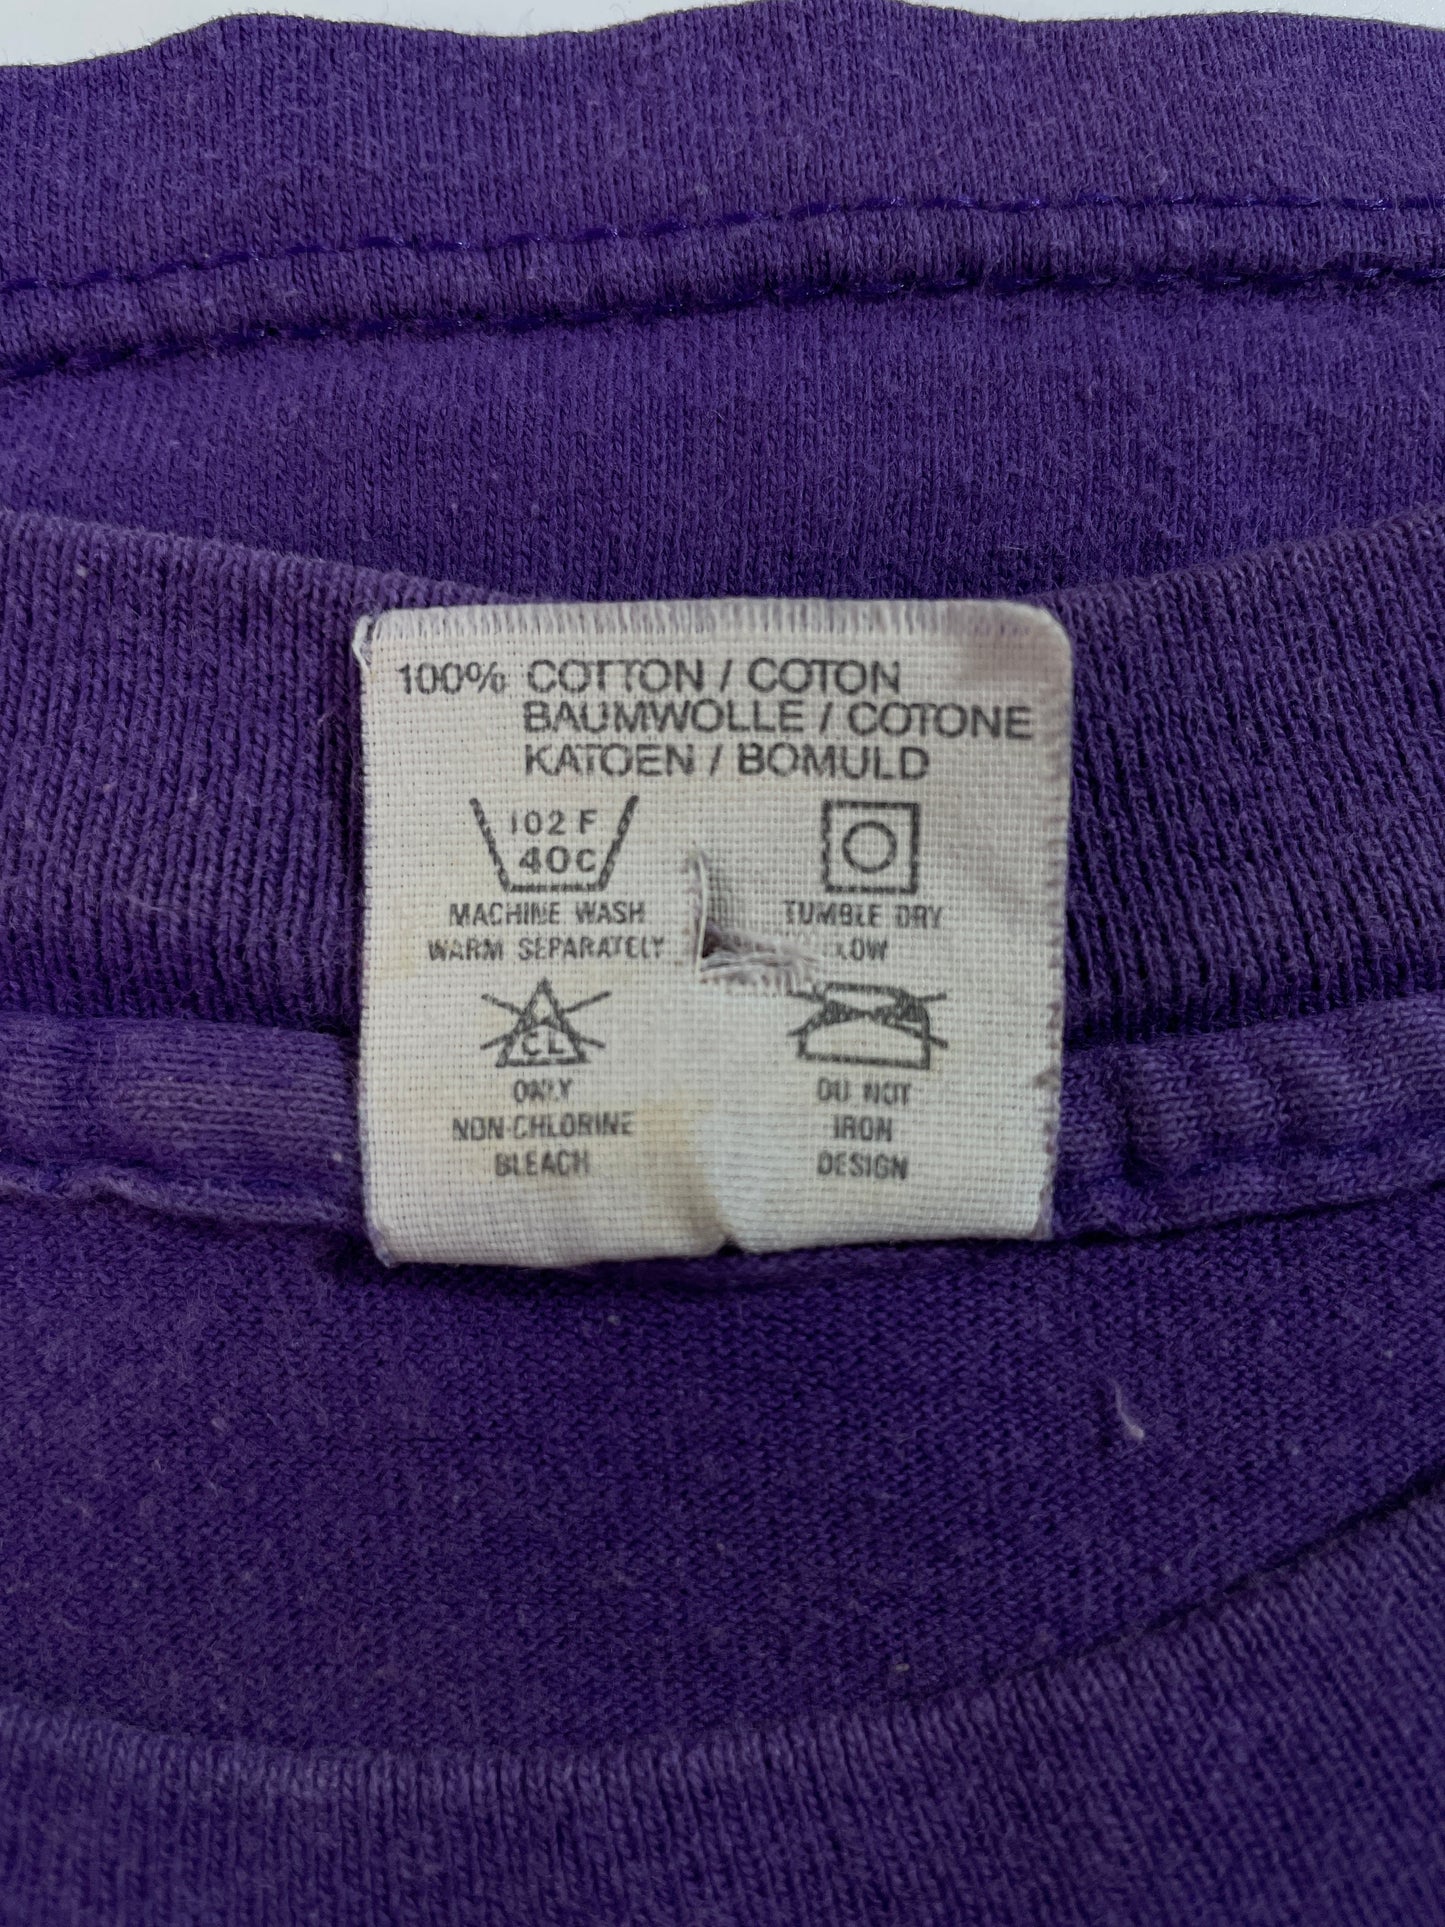 100% COTTON / COTON
BAUMWOLLE / COTONE
KATOEN / BOMULD
102 F
40C
MACHINE WASH
WARM SEPARATELY
TUMBLE DRY
LOW
CL
ONLY
NON-CHLORINE
BLEACH
DO NOT
IRON
DESIGN